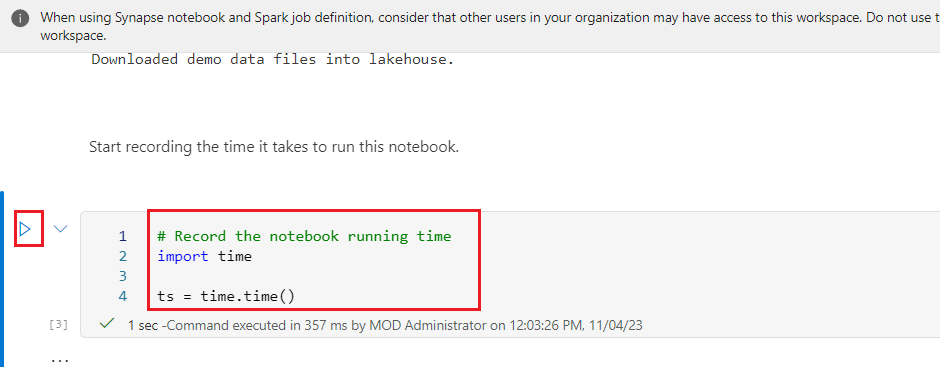 When using Synapse notebook and Spark job definition, consider that other users in your organization may have access to this workspace. Do not use
workspace.
Downloaded demo data files into lakehouse.
Start recording the time it takes to run this notebook.
1 # Record the notebook running time
2 import time
3
4 ts = time.time()
[3] 1 sec -Command executed in 357 ms by MOD Administrator on 12:03:26 PM, 11/04/23
...